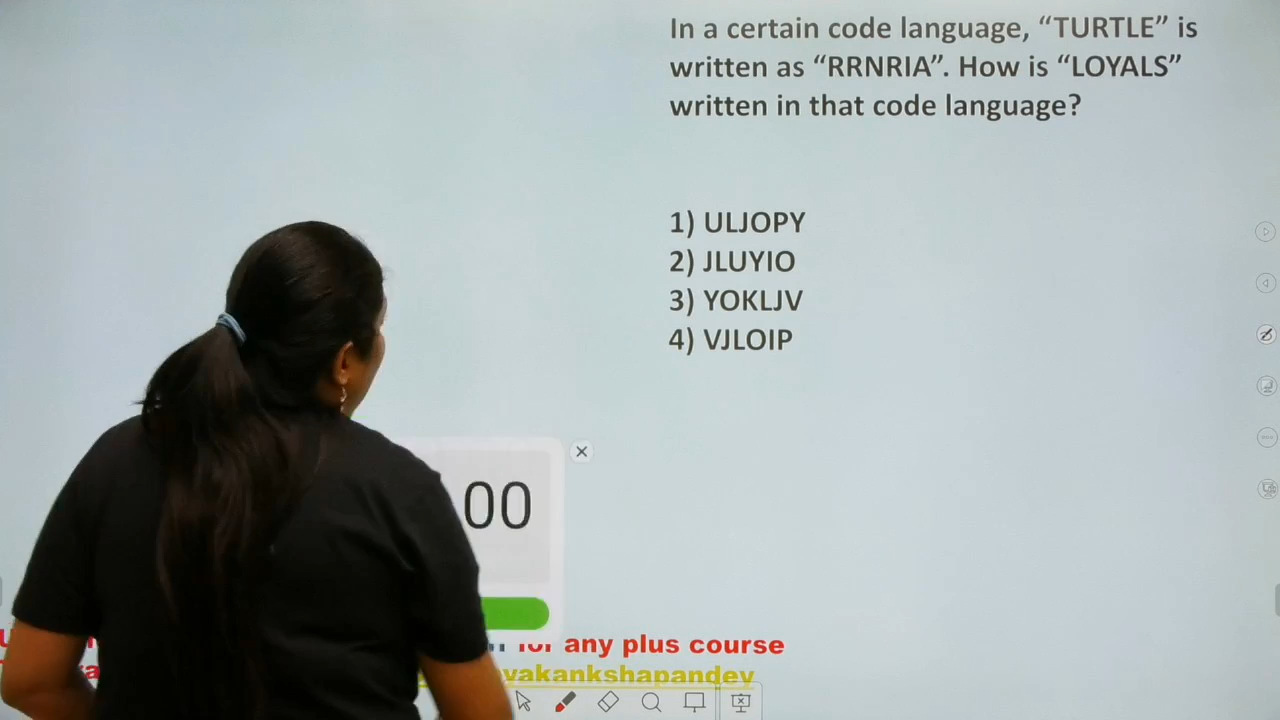 In a certain code language, “TURTLE” is
written as “RRNRIA”. How is “LOYALS”
written in that code language?
1) ULJOPY
2) JLUYIO
3) YOKLJV
4) VJLOIP
00
for any plus course
yakankshapandey